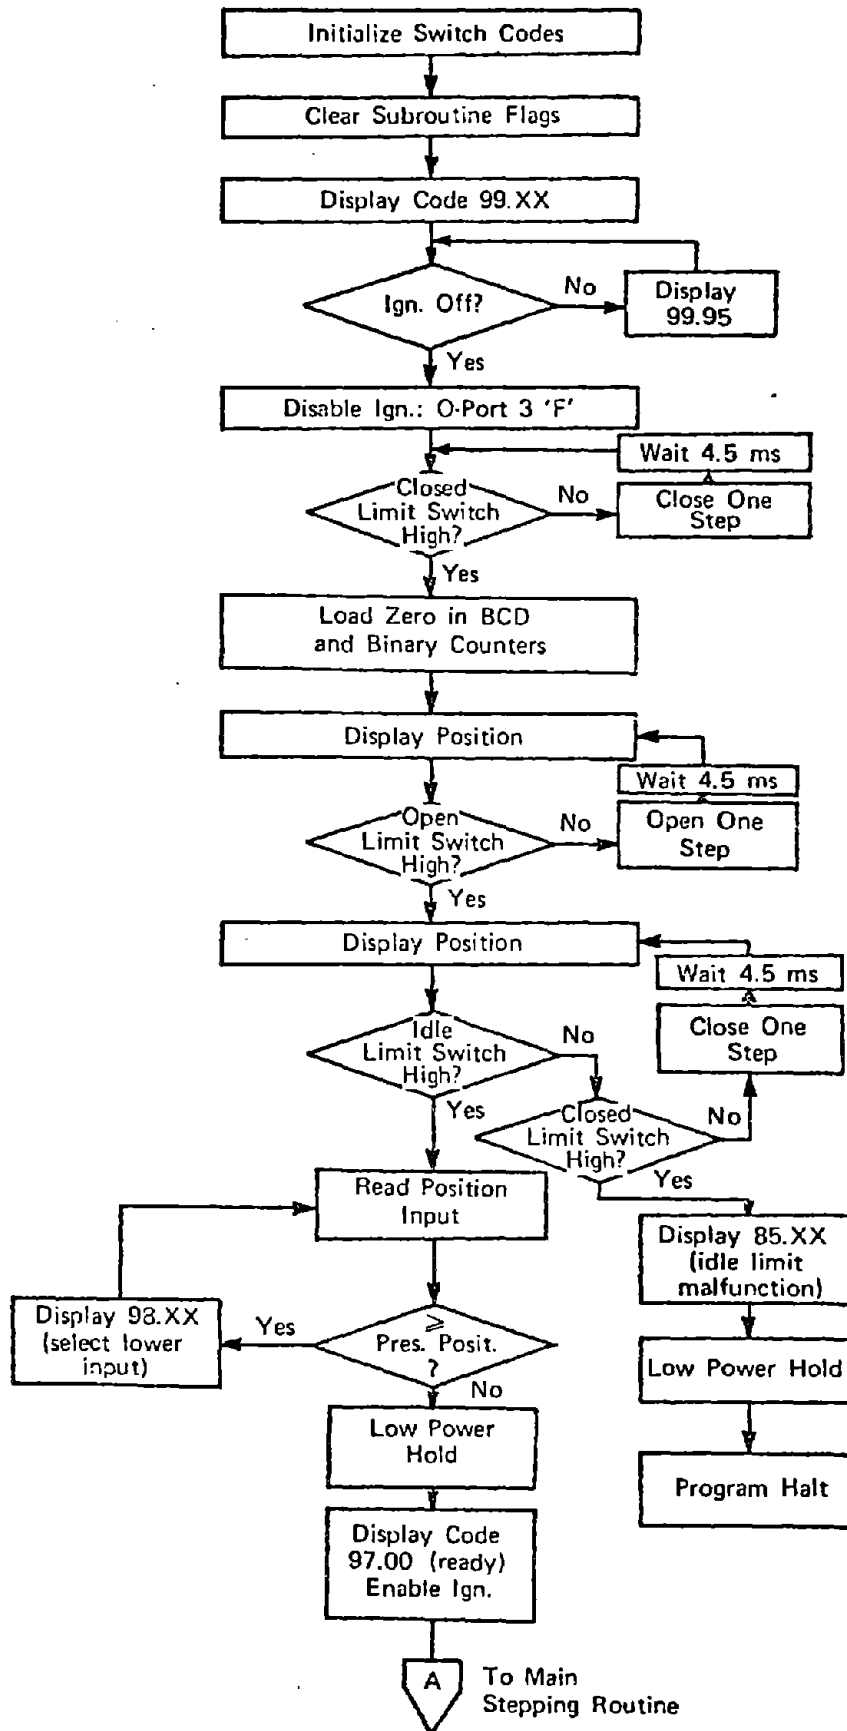 Initialize Switch Codes
Clear Subroutine Flags
Display Code 99.XX
Ign. Off?
No
Display
99.95
Yes
Disable Ign.: O-Port 3 'F'
Wait 4.5 ms
Closed
Limit Switch
High?
No
Close One
Step
Yes
Load Zero in BCD
and Binary Counters
Display Position
Wait 4.5 ms
Open
Limit Switch
High?
No
Open One
Step
Yes
Display Position
Wait 4.5 ms
Idle
Limit Switch
High?
No
Close One
Step
Yes
Closed
Limit Switch
High?
No
Yes
Read Position
Input
Display 85.XX
(idle limit
malfunction)
Display 98.XX
(select lower
input)
Yes
≥
Pres. Posit.
?
No
Low Power Hold
Low Power
Hold
Program Halt
Display Code
97.00 (ready)
Enable Ign.
A
To Main
Stepping Routine